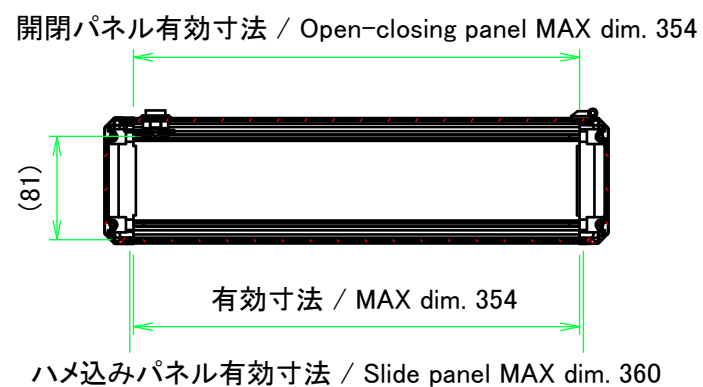 開閉パネル有効寸法 / Open-closing panel MAX dim. 354
(81)
有効寸法 / MAX dim. 354
ハメ込みパネル有効寸法 / Slide panel MAX dim. 360